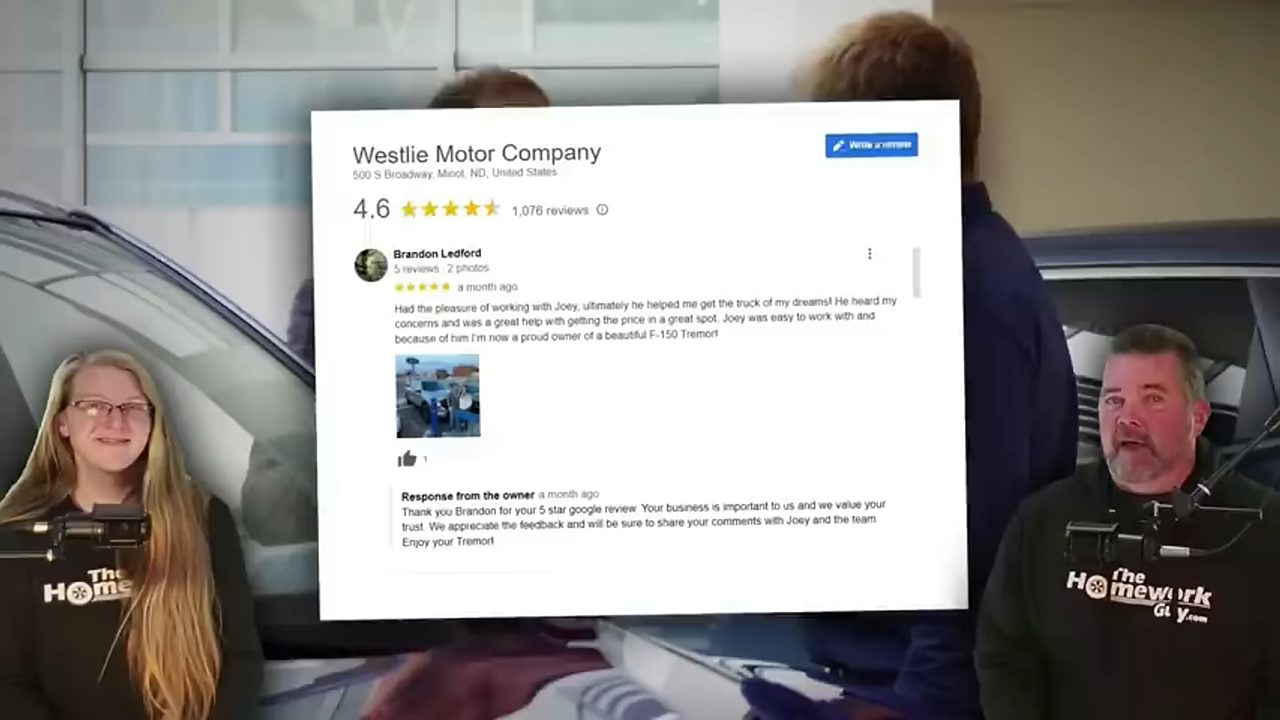 Westlie Motor Company
500 S Broadway, Minot, ND, United States
Write a review
4.6
1,076 reviews
Brandon Ledford
5 reviews · 2 photos
a month ago
Had the pleasure of working with Joey, ultimately he helped me get the truck of my dreams! He heard my
concerns and was a great help with getting the price in a great spot. Joey was easy to work with and
because of him I'm now a proud owner of a beautiful F-150 Tremor!
1
Response from the owner a month ago
Thank you Brandon for your 5 star google review. Your business is important to us and we value your
trust. We appreciate the feedback and will be sure to share your comments with Joey and the team.
Enjoy your Tremor!
The
Home
The
Homework
Guy.com